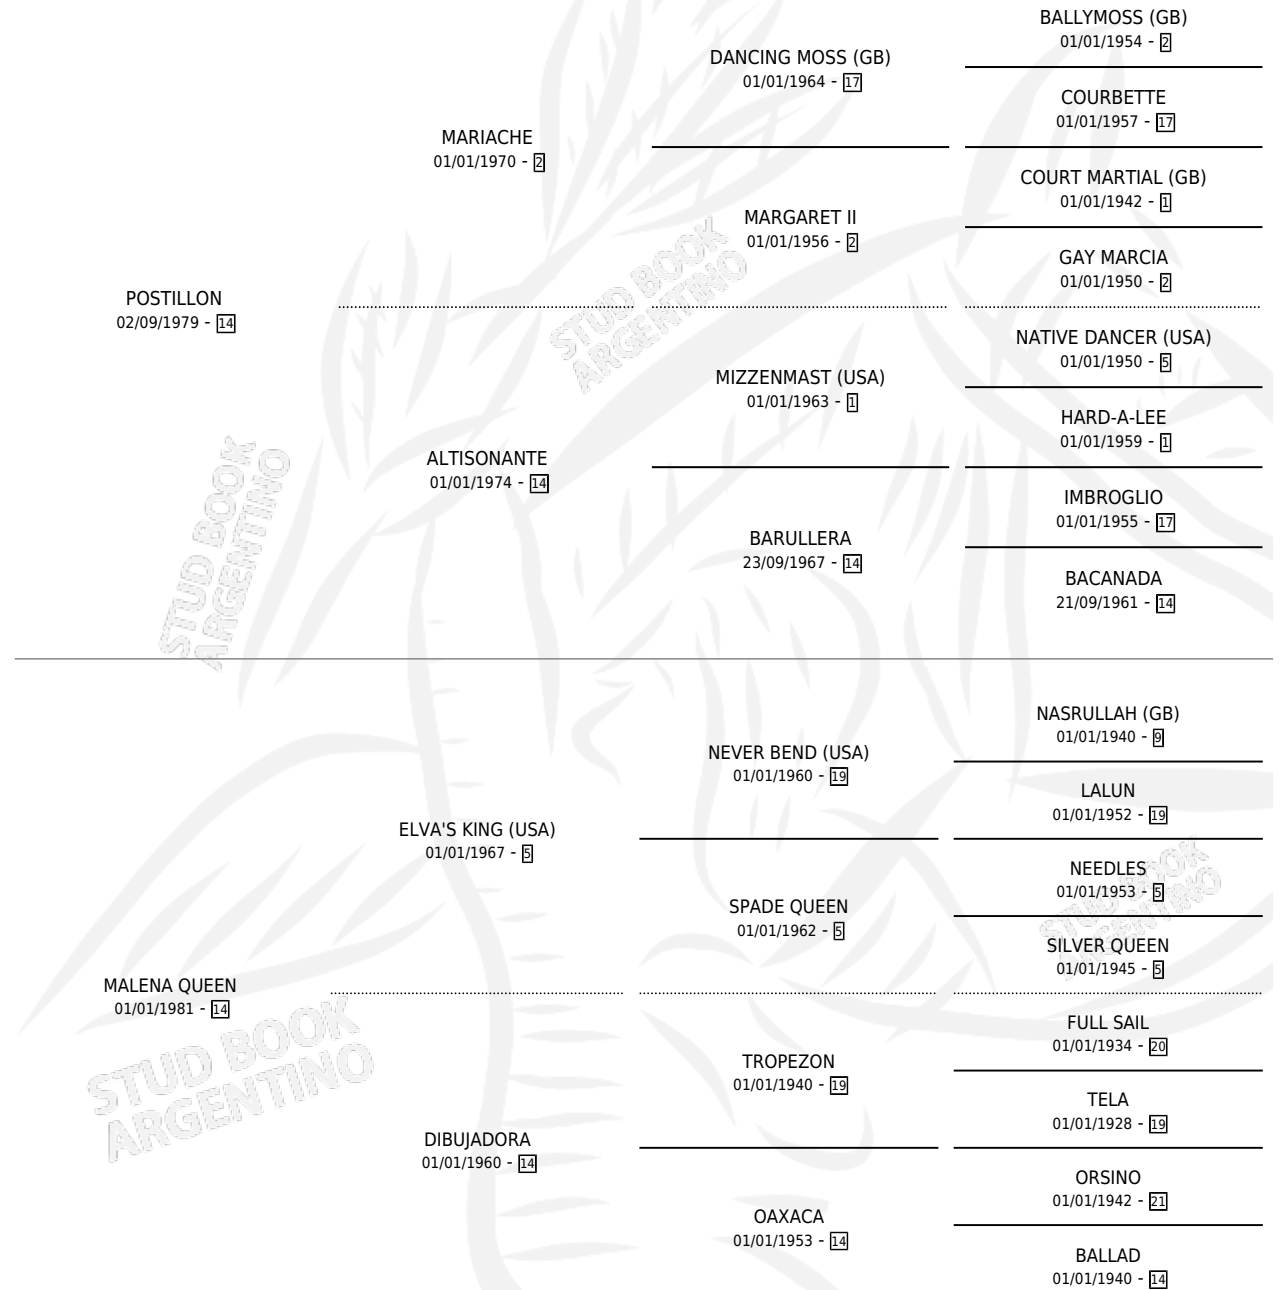 BALLYMOSS (GB)
01/01/1954 - 2
DANCING MOSS (GB)
01/01/1964 - 17
COURBETTE
01/01/1957 - 17
MARIACHE
01/01/1970 - 2
COURT MARTIAL (GB)
01/01/1942 - 1
MARGARET II
01/01/1956 - 2
GAY MARCIA
01/01/1950 - 2
POSTILLON
02/09/1979 - 14
NATIVE DANCER (USA)
01/01/1950 - 5
MIZZENMAST (USA)
01/01/1963 - 1
HARD-A-LEE
01/01/1959 - 1
ALTISONANTE
01/01/1974 - 14
IMBROGLIO
01/01/1955 - 17
BARULLERA
23/09/1967 - 14
BACANADA
21/09/1961 - 14
NASRULLAH (GB)
01/01/1940 - 9
NEVER BEND (USA)
01/01/1960 - 19
LALUN
01/01/1952 - 19
ELVA'S KING (USA)
01/01/1967 - 5
NEEDLES
01/01/1953 - 5
SPADE QUEEN
01/01/1962 - 5
SILVER QUEEN
01/01/1945 - 5
MALENA QUEEN
01/01/1981 - 14
FULL SAIL
01/01/1934 - 20
TROPEZON
01/01/1940 - 19
TELA
01/01/1928 - 19
DIBUJADORA
01/01/1960 - 14
ORSINO
01/01/1942 - 21
OAXACA
01/01/1953 - 14
BALLAD
01/01/1940 - 14
STUD BOOK
ARGENTINO
STUD BOOK
ARGENTINO
STUD BOOK
ARGENTINO
STUD BOOK
ARGENTINO